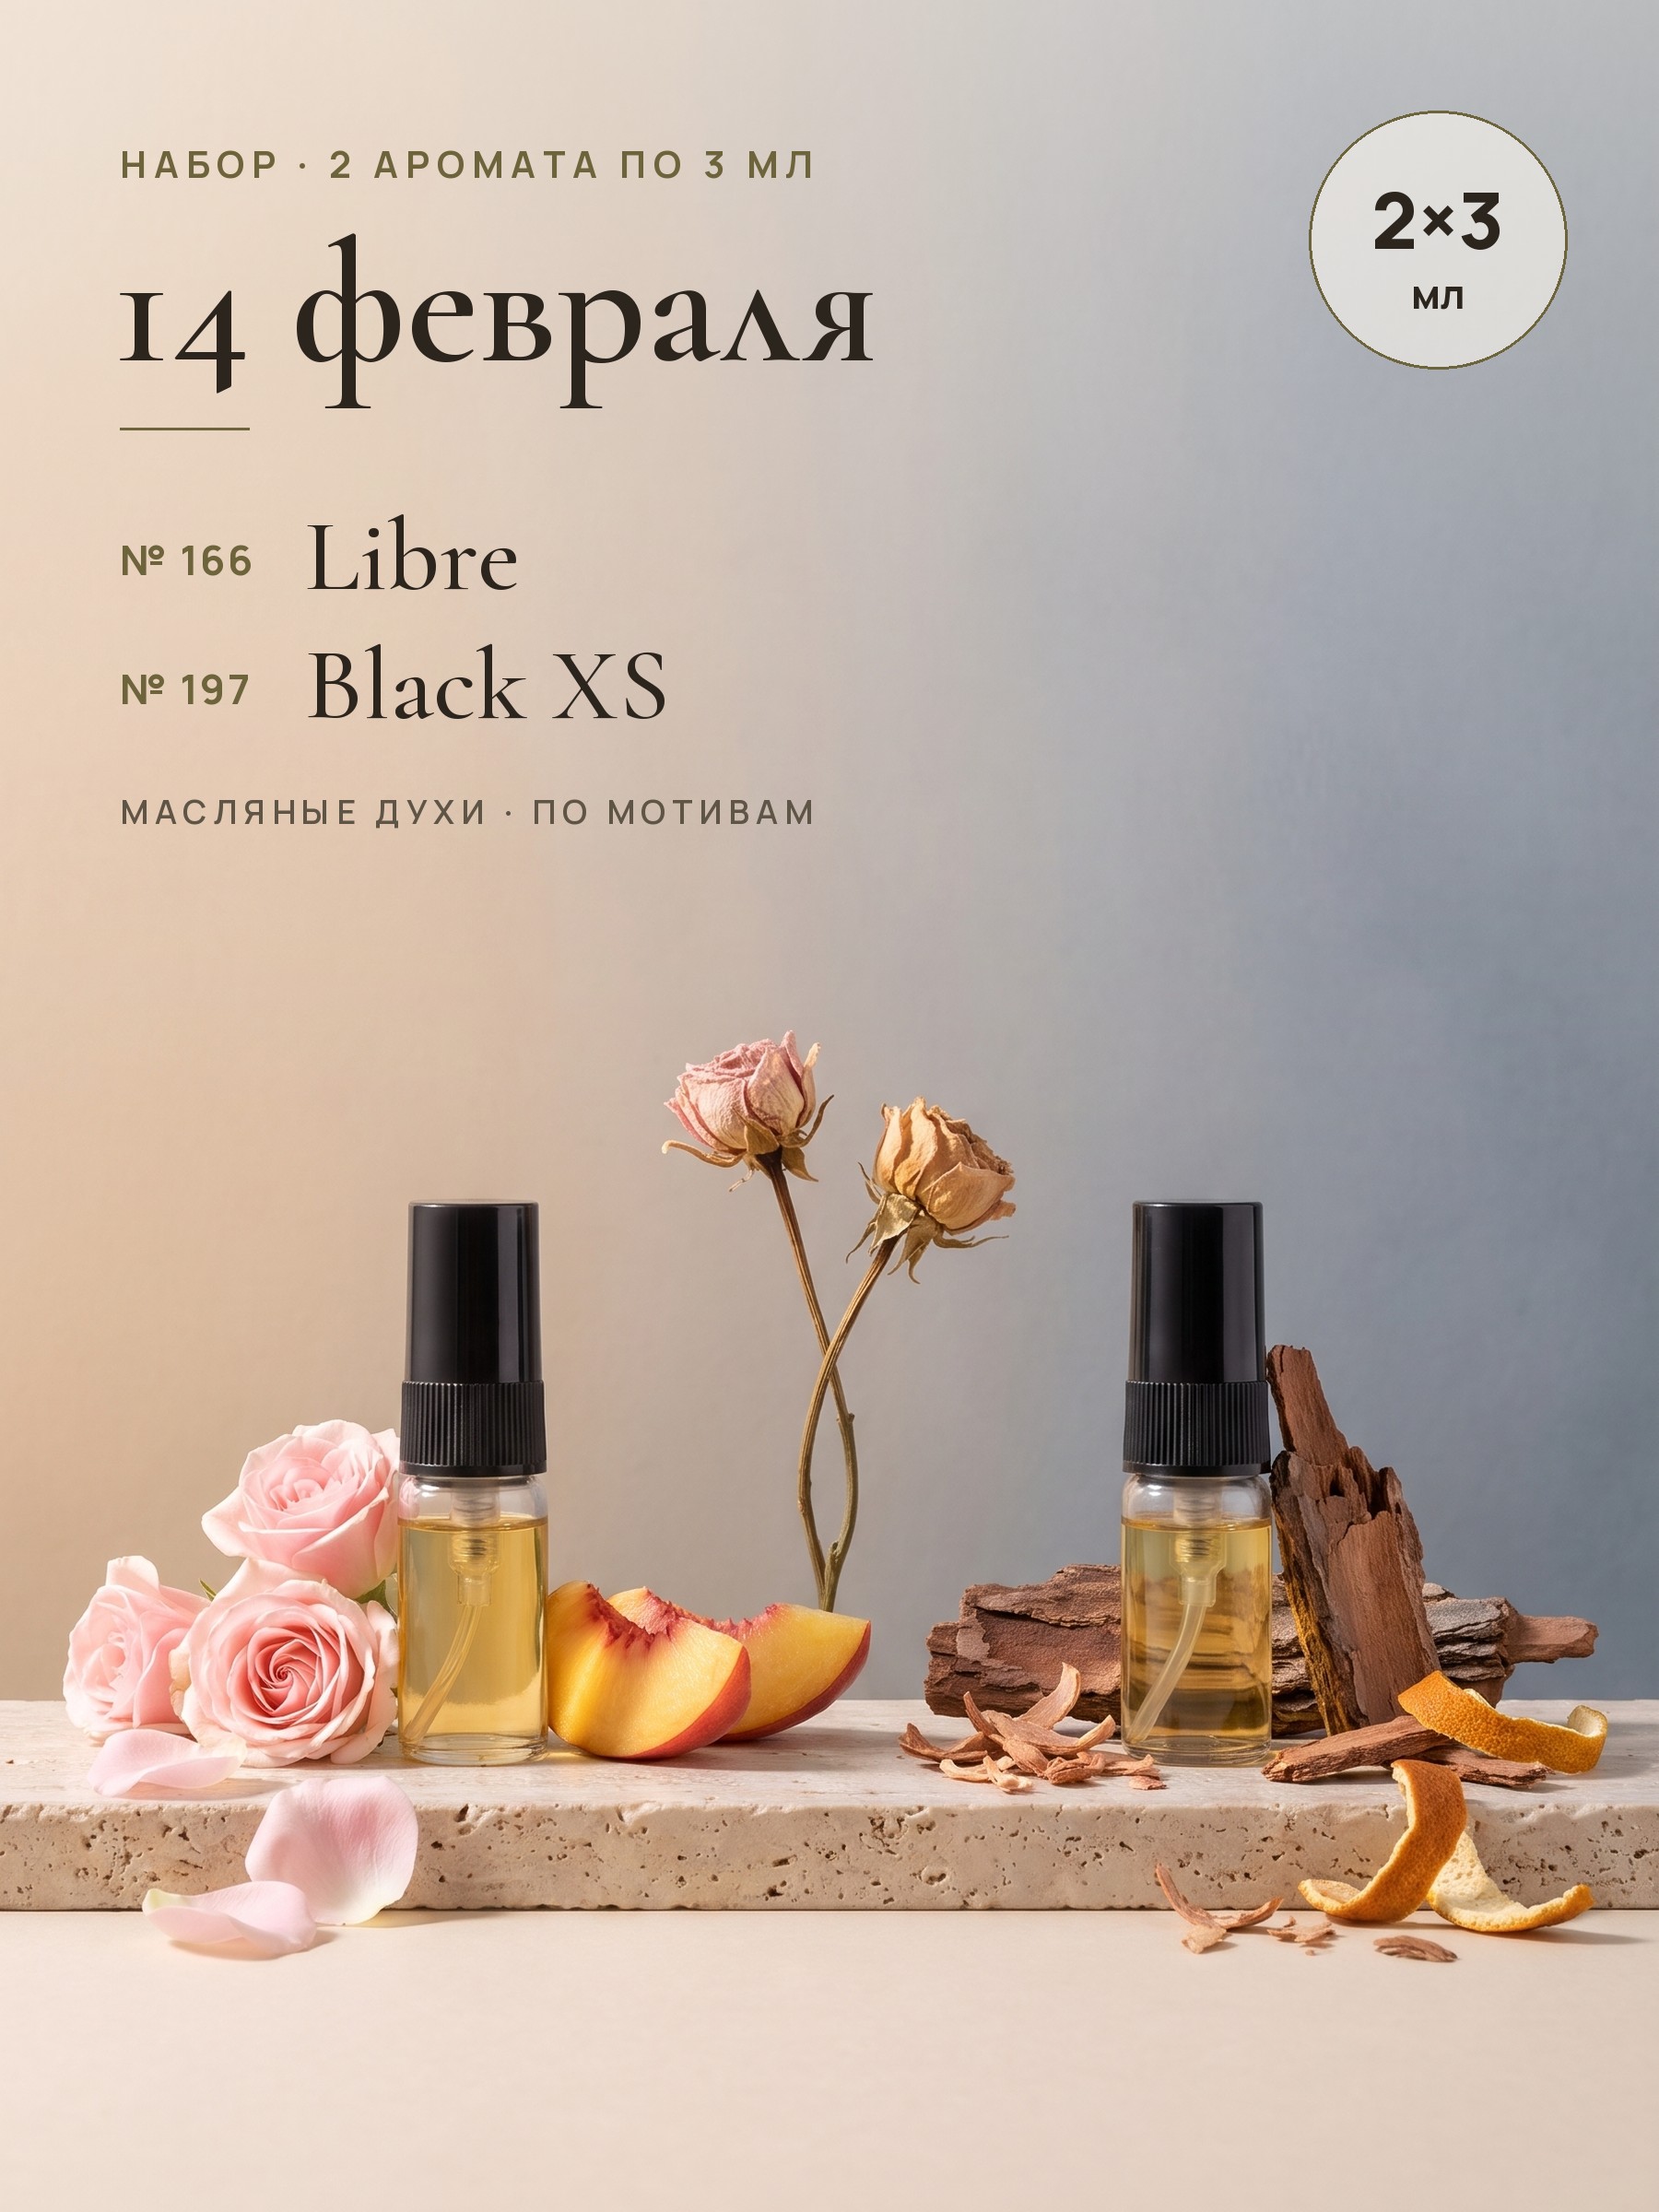 НАБОР · 2 АРОМАТА ПО 3 МЛ
14 февраля
2×3
мл
№ 166 Libre
№ 197 Black XS
МАСЛЯНЫЕ ДУХИ · ПО МОТИВАМ